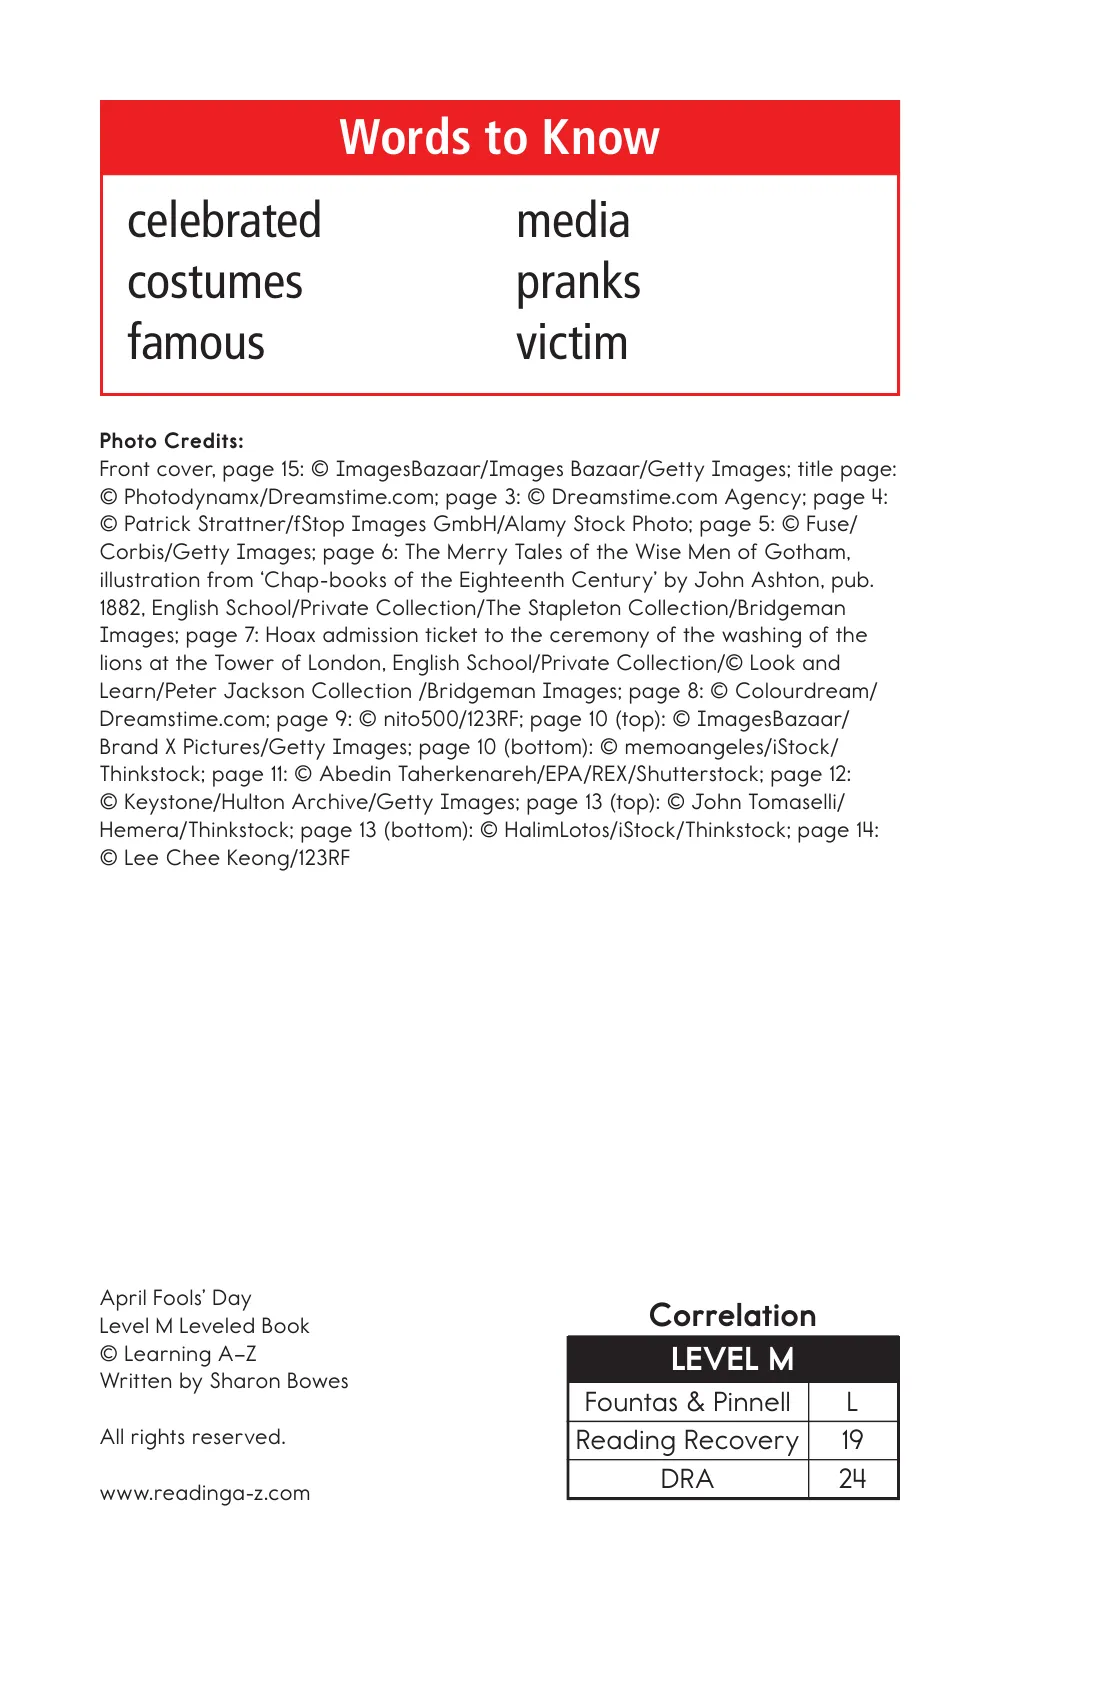 Words to Know
celebrated
costumes
famous
media
pranks
victim
Photo Credits:
Front cover, page 15: © ImagesBazaar/Images Bazaar/Getty Images; title page:
© Photodynamx/Dreamstime.com; page 3: © Dreamstime.com Agency; page 4:
© Patrick Strattner/fStop Images GmbH/Alamy Stock Photo; page 5: © Fuse/
Corbis/Getty Images; page 6: The Merry Tales of the Wise Men of Gotham,
illustration from ‘Chap-books of the Eighteenth Century’ by John Ashton, pub.
1882, English School/Private Collection/The Stapleton Collection/Bridgeman
Images; page 7: Hoax admission ticket to the ceremony of the washing of the
lions at the Tower of London, English School/Private Collection/© Look and
Learn/Peter Jackson Collection /Bridgeman Images; page 8: © Colourdream/
Dreamstime.com; page 9: © nito500/123RF; page 10 (top): © ImagesBazaar/
Brand X Pictures/Getty Images; page 10 (bottom): © memoangeles/iStock/
Thinkstock; page 11: © Abedin Taherkenareh/EPA/REX/Shutterstock; page 12:
© Keystone/Hulton Archive/Getty Images; page 13 (top): © John Tomaselli/
Hemera/Thinkstock; page 13 (bottom): © HalimLotos/iStock/Thinkstock; page 14:
© Lee Chee Keong/123RF
April Fools’ Day
Level M Leveled Book
© Learning A–Z
Written by Sharon Bowes
All rights reserved.
www.readinga-z.com
Correlation
LEVEL M
Fountas & Pinnell L
Reading Recovery 19
DRA 24